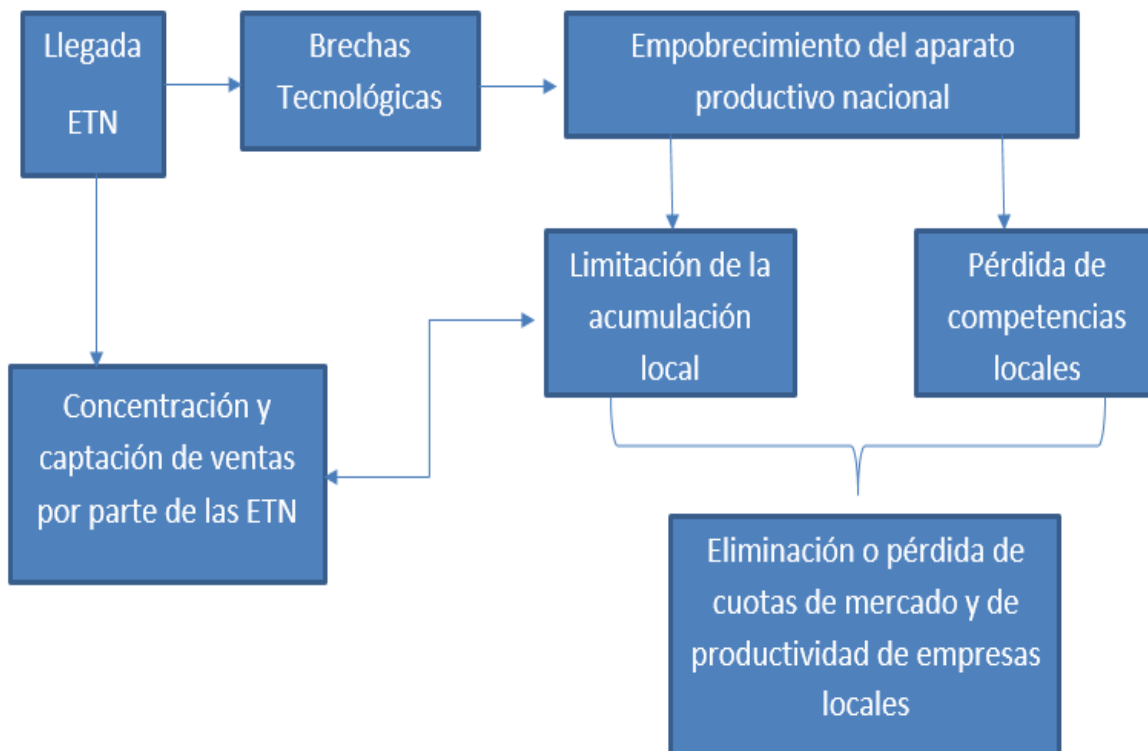 Llegada
ETN
Brechas
Tecnológicas
Empobrecimiento del aparato
productivo nacional
Limitación de la
acumulación
local
Pérdida de
competencias
locales
Concentración y
captación de ventas
por parte de las ETN
Eliminación o pérdida de
cuotas de mercado y de
productividad de empresas
locales